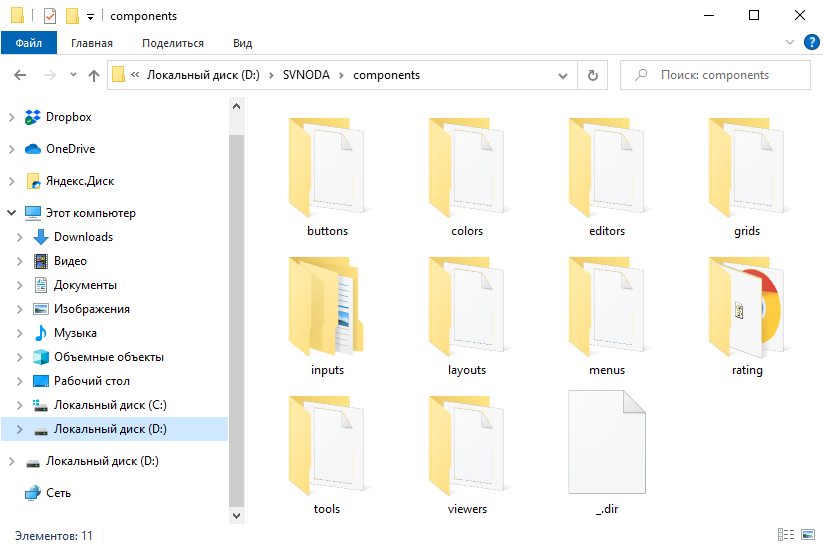 components
Файл Главная Поделиться Вид
« Локальный диск (D:) > SVNODA > components
Поиск: components
Dropbox
OneDrive
Яндекс.Диск
Этот компьютер
Downloads
Видео
Документы
Изображения
Музыка
Объемные объекты
Рабочий стол
Локальный диск (C:)
Локальный диск (D:)
Локальный диск (D:)
Сеть
buttons colors editors grids
inputs layouts menus rating
tools viewers _.dir
Элементов: 11